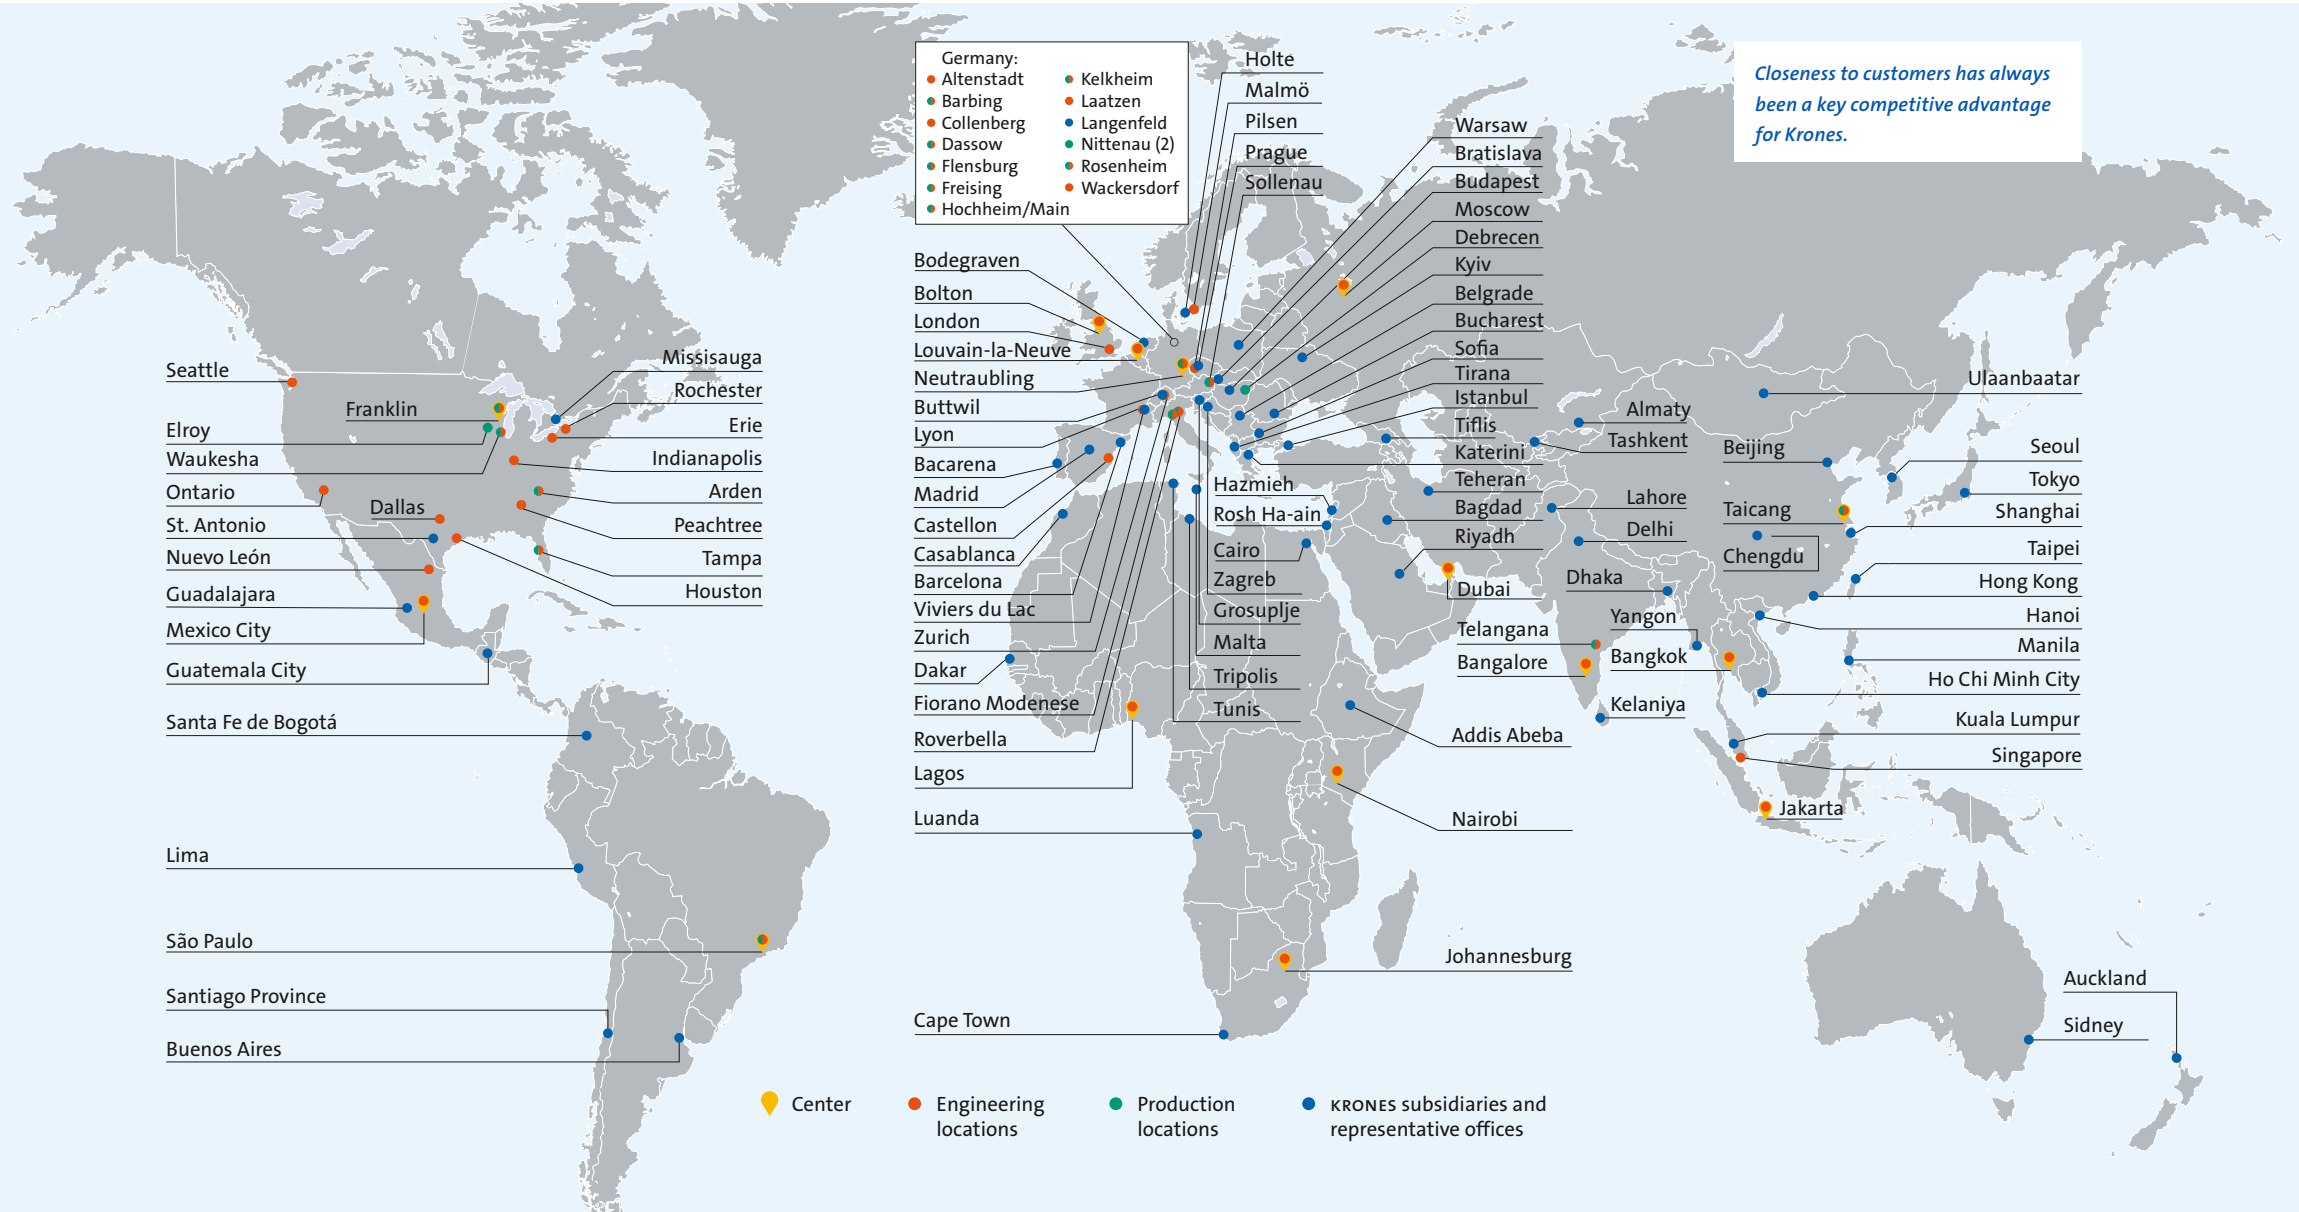 Germany:
Altenstadt
Barbing
Collenberg
Dassow
Flensburg
Freising
Hochheim/Main
Kelkheim
Laatzen
Langenfeld
Nittenau (2)
Rosenheim
Wackersdorf
Closeness to customers has always
been a key competitive advantage
for Krones.
Seattle
Franklin
Elroy
Waukesha
Ontario
Dallas
St. Antonio
Nuevo León
Guadalajara
Mexico City
Guatemala City
Santa Fe de Bogotá
Lima
São Paulo
Santiago Province
Buenos Aires
Missisauga
Rochester
Erie
Indianapolis
Arden
Peachtree
Tampa
Houston
Bodegraven
Bolton
London
Louvain-la-Neuve
Neutraubling
Buttwil
Lyon
Bacarena
Madrid
Castellon
Casablanca
Barcelona
Viviers du Lac
Zurich
Dakar
Fiorano Modenese
Roverbella
Lagos
Luanda
Cape Town
Holte
Malmö
Pilsen
Prague
Sollenau
Hazmieh
Rosh Ha-ain
Cairo
Zagreb
Grosuplje
Malta
Tripolis
Tunis
Warsaw
Bratislava
Budapest
Moscow
Debrecen
Kyiv
Belgrade
Bucharest
Sofia
Tirana
Istanbul
Tiflis
Katerini
Teheran
Bagdad
Riyadh
Dubai
Telangana
Bangalore
Addis Abeba
Nairobi
Johannesburg
Almaty
Tashkent
Lahore
Delhi
Dhaka
Yangon
Bangkok
Kelaniya
Beijing
Taicang
Chengdu
Jakarta
Ulaanbaatar
Seoul
Tokyo
Shanghai
Taipei
Hong Kong
Hanoi
Manila
Ho Chi Minh City
Kuala Lumpur
Singapore
Auckland
Sidney
Center
Engineering
locations
Production
locations
KRONES subsidiaries and
representative offices